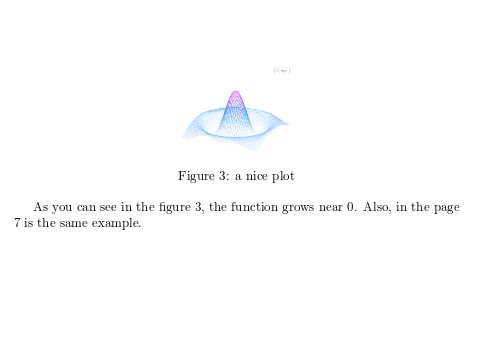 Figure 3: a nice plot
As you can see in the figure 3, the function grows near 0. Also, in the page
7 is the same example.